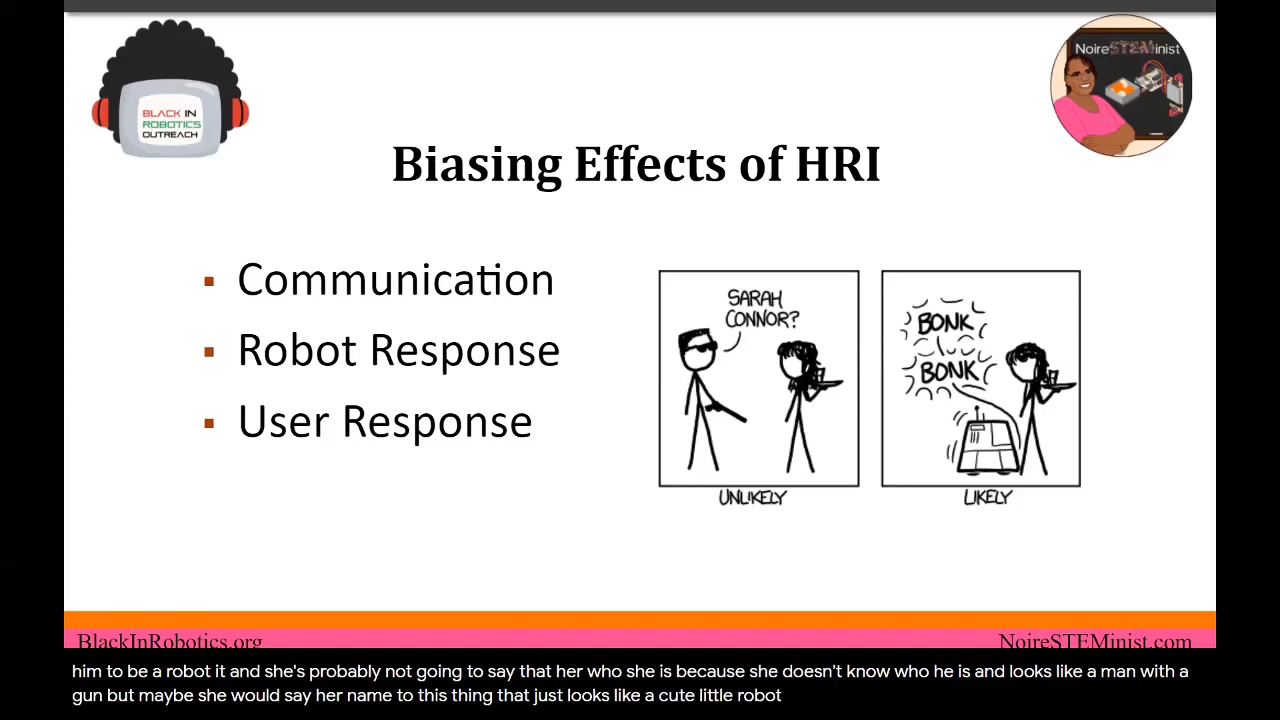 BLACK IN
ROBOTICS
OUTREACH
NoireSTEMinist
Biasing Effects of HRI
▪ Communication
▪ Robot Response
▪ User Response
SARAH
CONNOR?
UNLIKELY
BONK
BONK
LIKELY
BlackInRobotics.org
NoireSTEMinist.com
him to be a robot it and she's probably not going to say that her who she is because she doesn't know who he is and looks like a man with a
gun but maybe she would say her name to this thing that just looks like a cute little robot